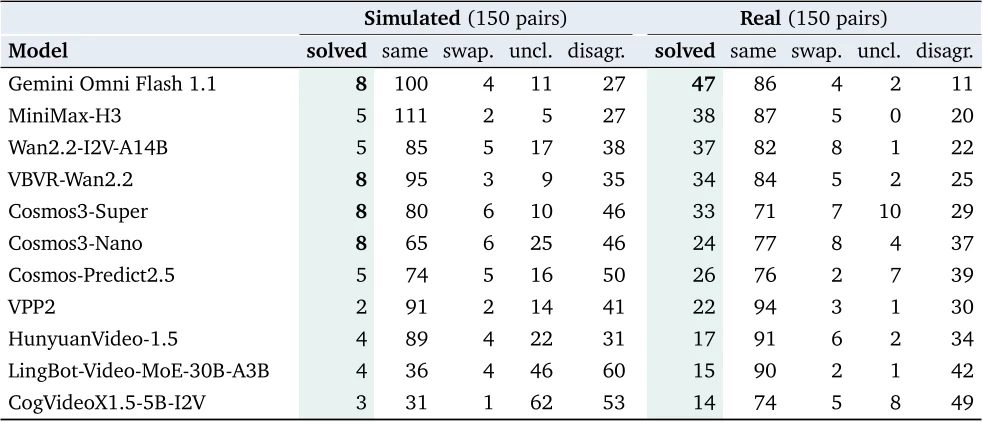 Simulated (150 pairs) Real (150 pairs)
Model solved same swap. uncl. disagr. solved same swap. uncl. disagr.
Gemini Omni Flash 1.1 8 100 4 11 27 47 86 4 2 11
MiniMax-H3 5 111 2 5 27 38 87 5 0 20
Wan2.2-I2V-A14B 5 85 5 17 38 37 82 8 1 22
VBVR-Wan2.2 8 95 3 9 35 34 84 5 2 25
Cosmos3-Super 8 80 6 10 46 33 71 7 10 29
Cosmos3-Nano 8 65 6 25 46 24 77 8 4 37
Cosmos-Predict2.5 5 74 5 16 50 26 76 2 7 39
VPP2 2 91 2 14 41 22 94 3 1 30
HunyuanVideo-1.5 4 89 4 22 31 17 91 6 2 34
LingBot-Video-MoE-30B-A3B 4 36 4 46 60 15 90 2 1 42
CogVideoX1.5-5B-I2V 3 31 1 62 53 14 74 5 8 49